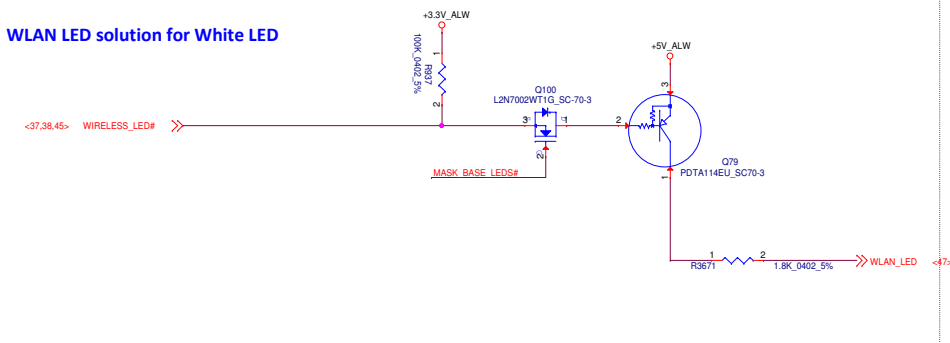 WLAN LED solution for White LED
+3.3V_ALW
1
R937
100K_0402_5%
2
+5V_ALW
3
Q100
L2N7002WT1G_SC-70-3
<37,38,45> WIRELESS_LED#
3
1
2
2
MASK_BASE_LEDS#
Q79
PDTA114EU_SC70-3
1
1
2
R3671
1.8K_0402_5%
WLAN_LED
<47>